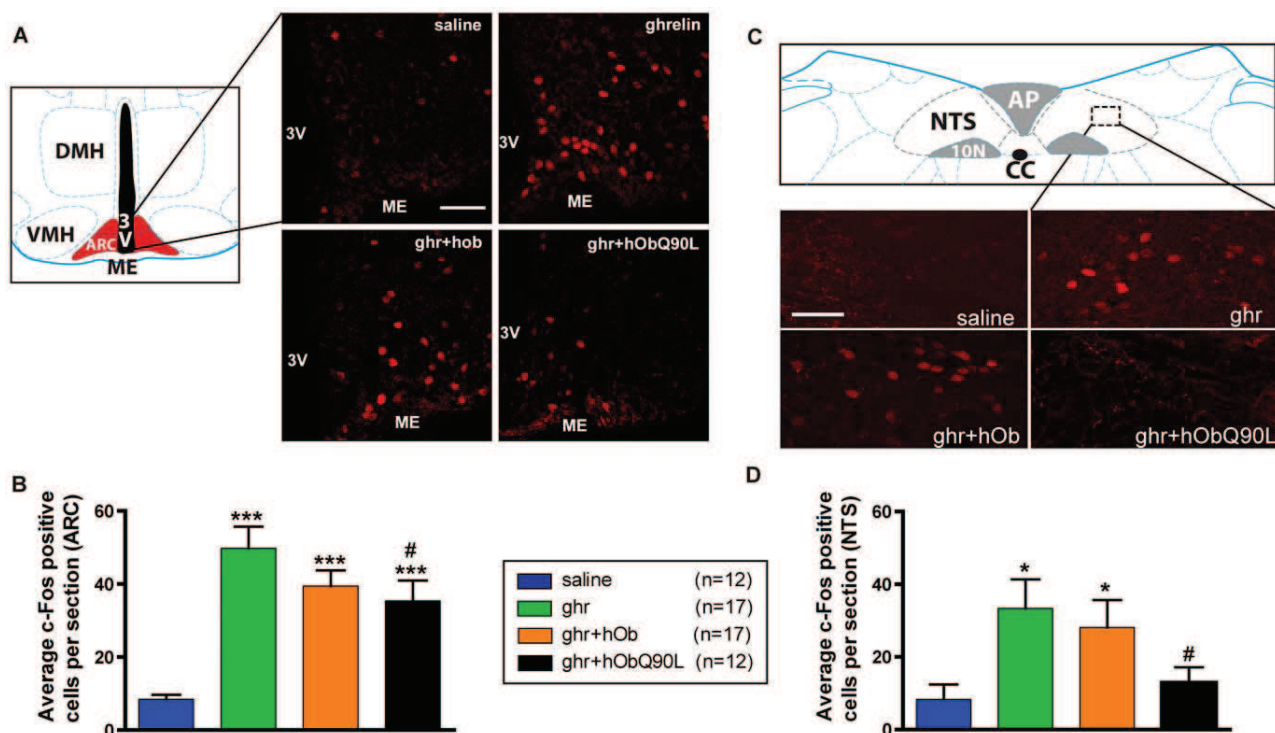 A
DMH
VMH
ARC
3
V
ME
saline
3V
ME
ghrelin
3V
ME
ghr+hob
3V
ME
ghr+hObQ90L
3V
ME
C
AP
NTS
10N
CC
saline
ghr
ghr+hOb
ghr+hObQ90L
B
Average c-Fos positive
cells per section (ARC)
60
40
20
0
***
***
#
***
saline (n=12)
ghr (n=17)
ghr+hOb (n=17)
ghr+hObQ90L (n=12)
D
Average c-Fos positive
cells per section (NTS)
60
40
20
0
*
*
#